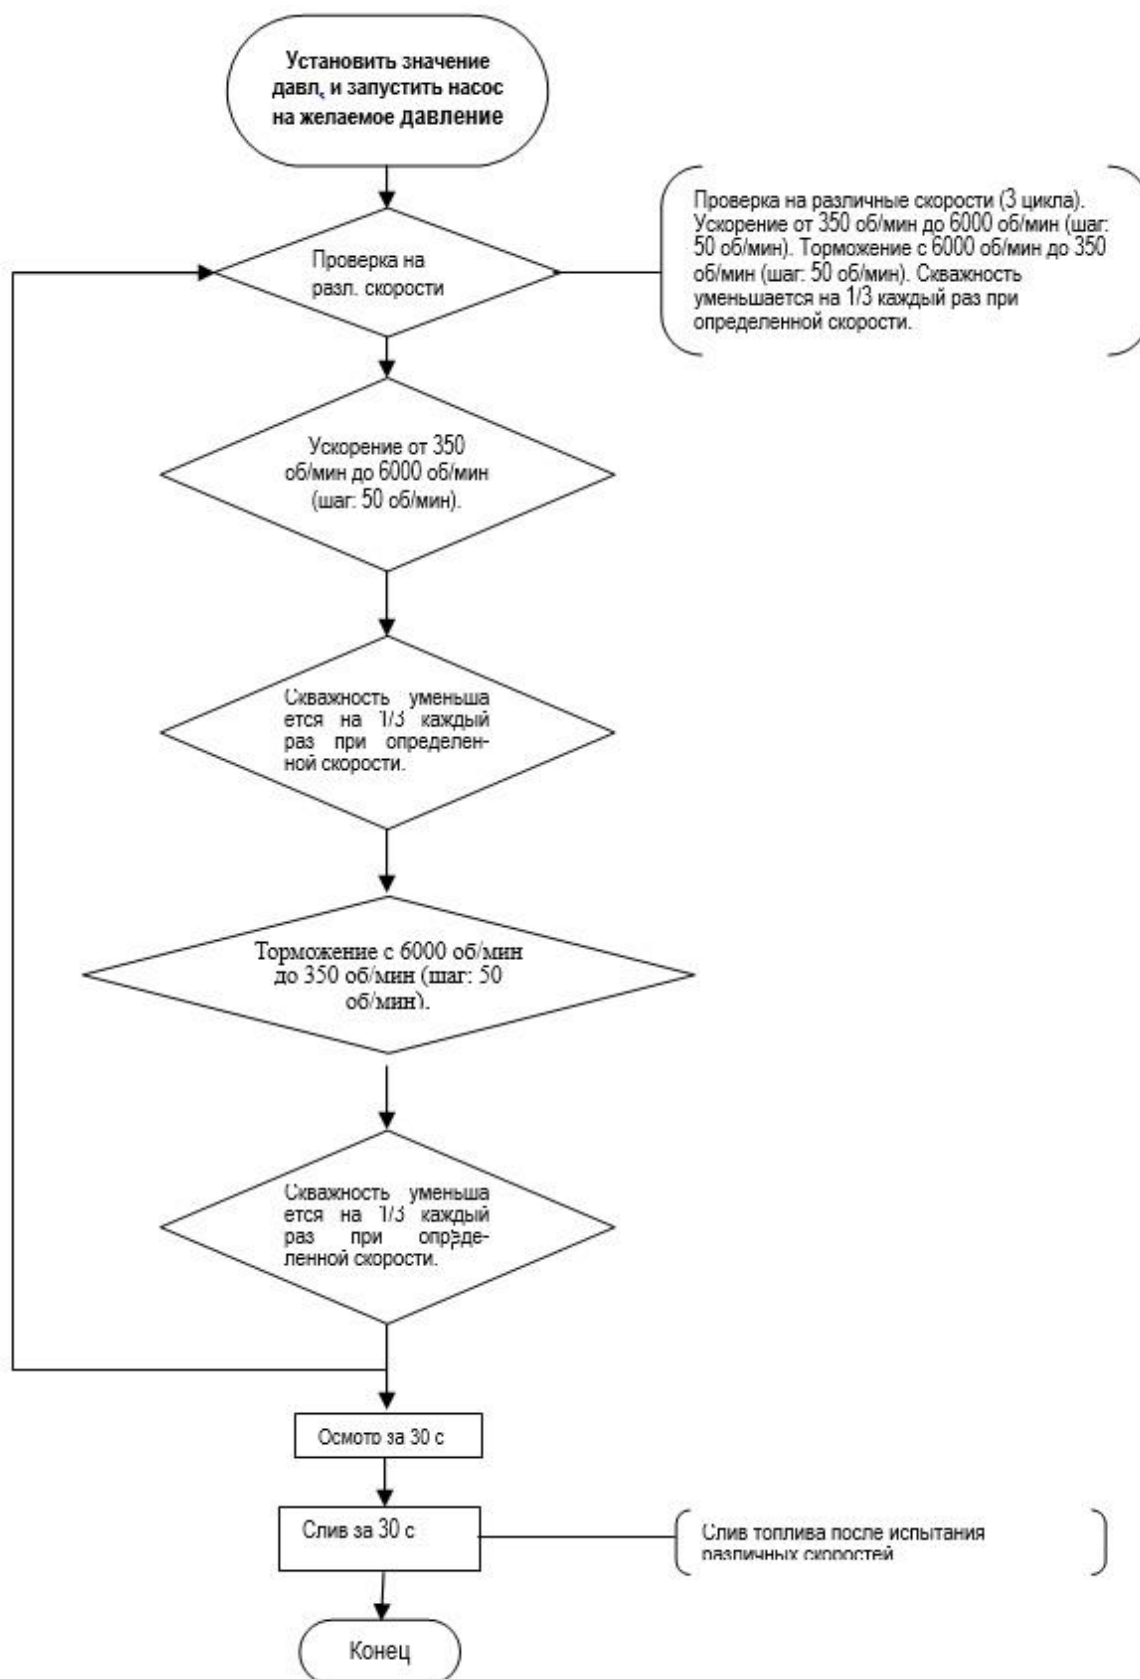 Установить значение
давл, и запустить насос
на желаемое давление
Проверка на различные скорости (3 цикла).
Ускорение от 350 об/мин до 6000 об/мин (шаг:
50 об/мин). Торможение с 6000 об/мин до 350
об/мин (шаг: 50 об/мин). Скважность
уменьшается на 1/3 каждый раз при
определенной скорости.
Проверка на
разл. скорости
Ускорение от 350
об/мин до 6000 об/мин
(шаг: 50 об/мин).
Скважность уменьша
ется на 1/3 каждый
раз при определен-
ной скорости.
Торможение с 6000 об/мин
до 350 об/мин (шаг: 50
об/мин).
Скважность уменьша
ется на 1/3 каждый
раз при опреде-
ленной скорости.
Осмотр за 30 с
Слив за 30 с
Слив топлива после испытания
различных скоростей
Конец